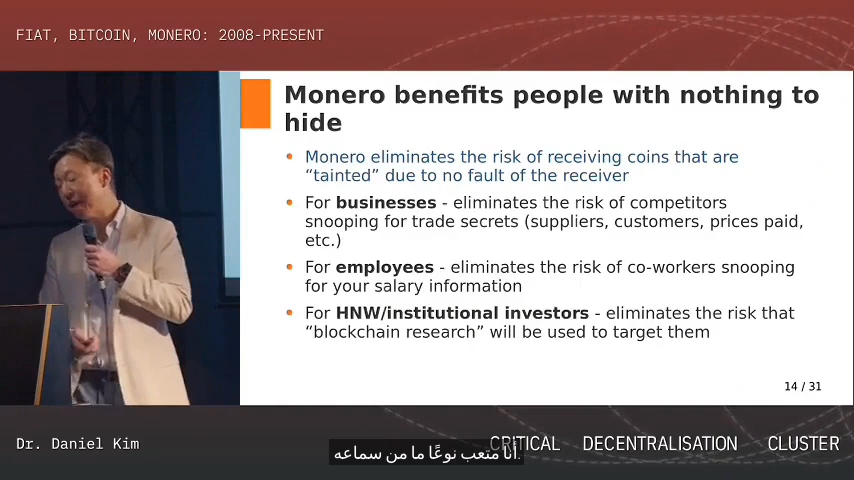 FIAT, BITCOIN, MONERO: 2008-PRESENT
Monero benefits people with nothing to
hide
• Monero eliminates the risk of receiving coins that are
“tainted” due to no fault of the receiver
• For businesses - eliminates the risk of competitors
snooping for trade secrets (suppliers, customers, prices paid,
etc.)
• For employees - eliminates the risk of co-workers snooping
for your salary information
• For HNW/institutional investors - eliminates the risk that
“blockchain research” will be used to target them
14 / 31
Dr. Daniel Kim
CRITICAL DECENTRALISATION CLUSTER
أنا متعب نوعًا ما من سماعه.